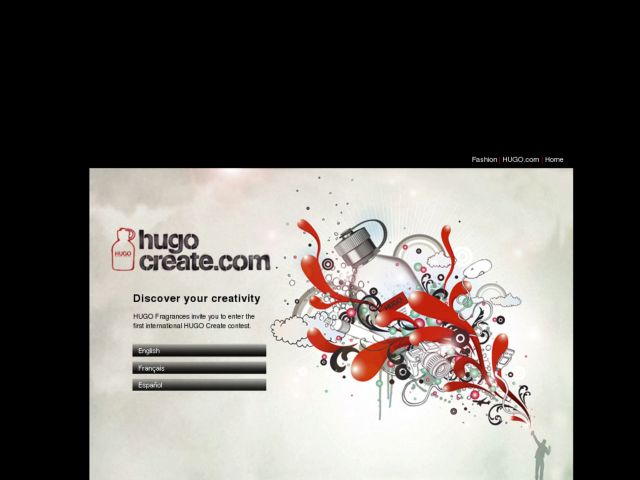 Fashion | HUGO.com | Home
hugo
create.com
HUGO
Discover your creativity
HUGO Fragrances invite you to enter the
first international HUGO Create contest.
English
Français
Español
HUGO